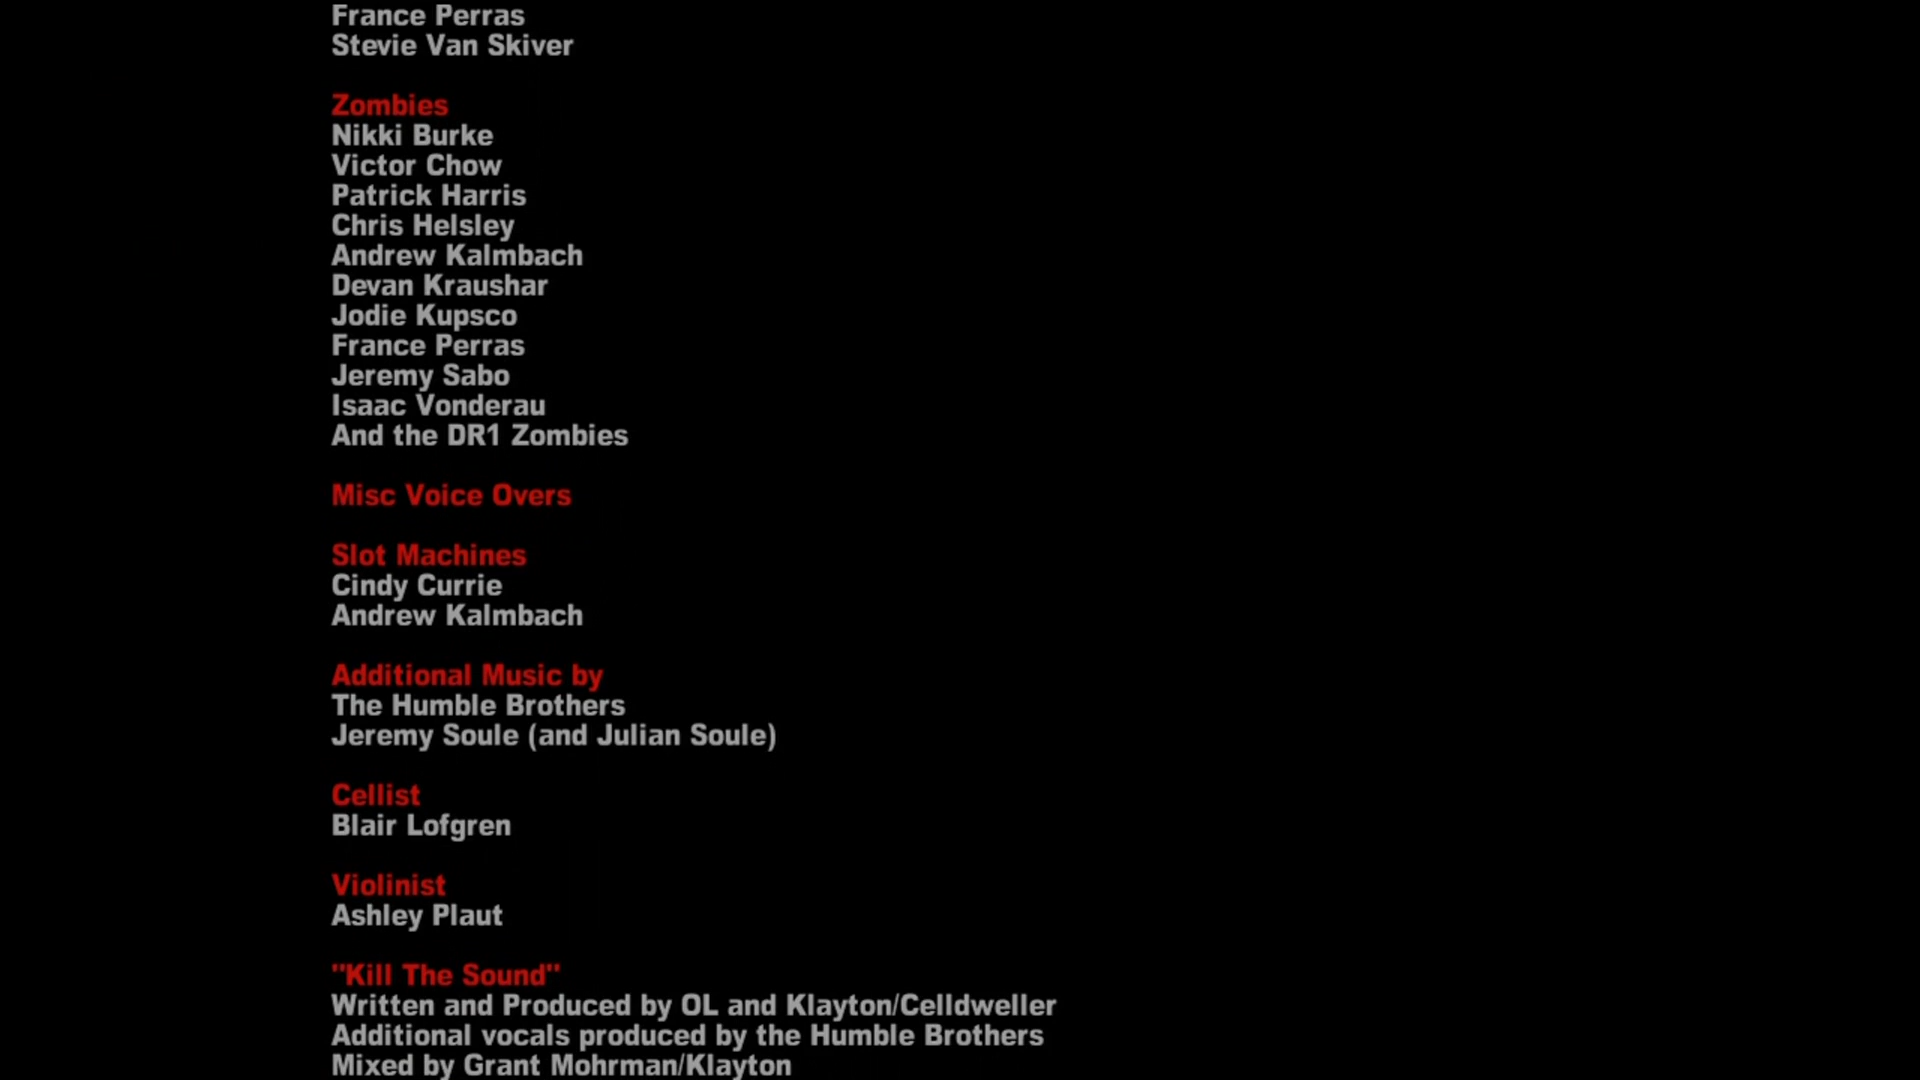 France Perras
Stevie Van Skiver
Zombies
Nikki Burke
Victor Chow
Patrick Harris
Chris Helsley
Andrew Kalmbach
Devan Kraushar
Jodie Kupsco
France Perras
Jeremy Sabo
Isaac Vonderau
And the DR1 Zombies
Misc Voice Overs
Slot Machines
Cindy Currie
Andrew Kalmbach
Additional Music by
The Humble Brothers
Jeremy Soule (and Julian Soule)
Cellist
Blair Lofgren
Violinist
Ashley Plaut
"Kill The Sound"
Written and Produced by OL and Klayton/Celldweller
Additional vocals produced by the Humble Brothers
Mixed by Grant Mohrman/Klayton